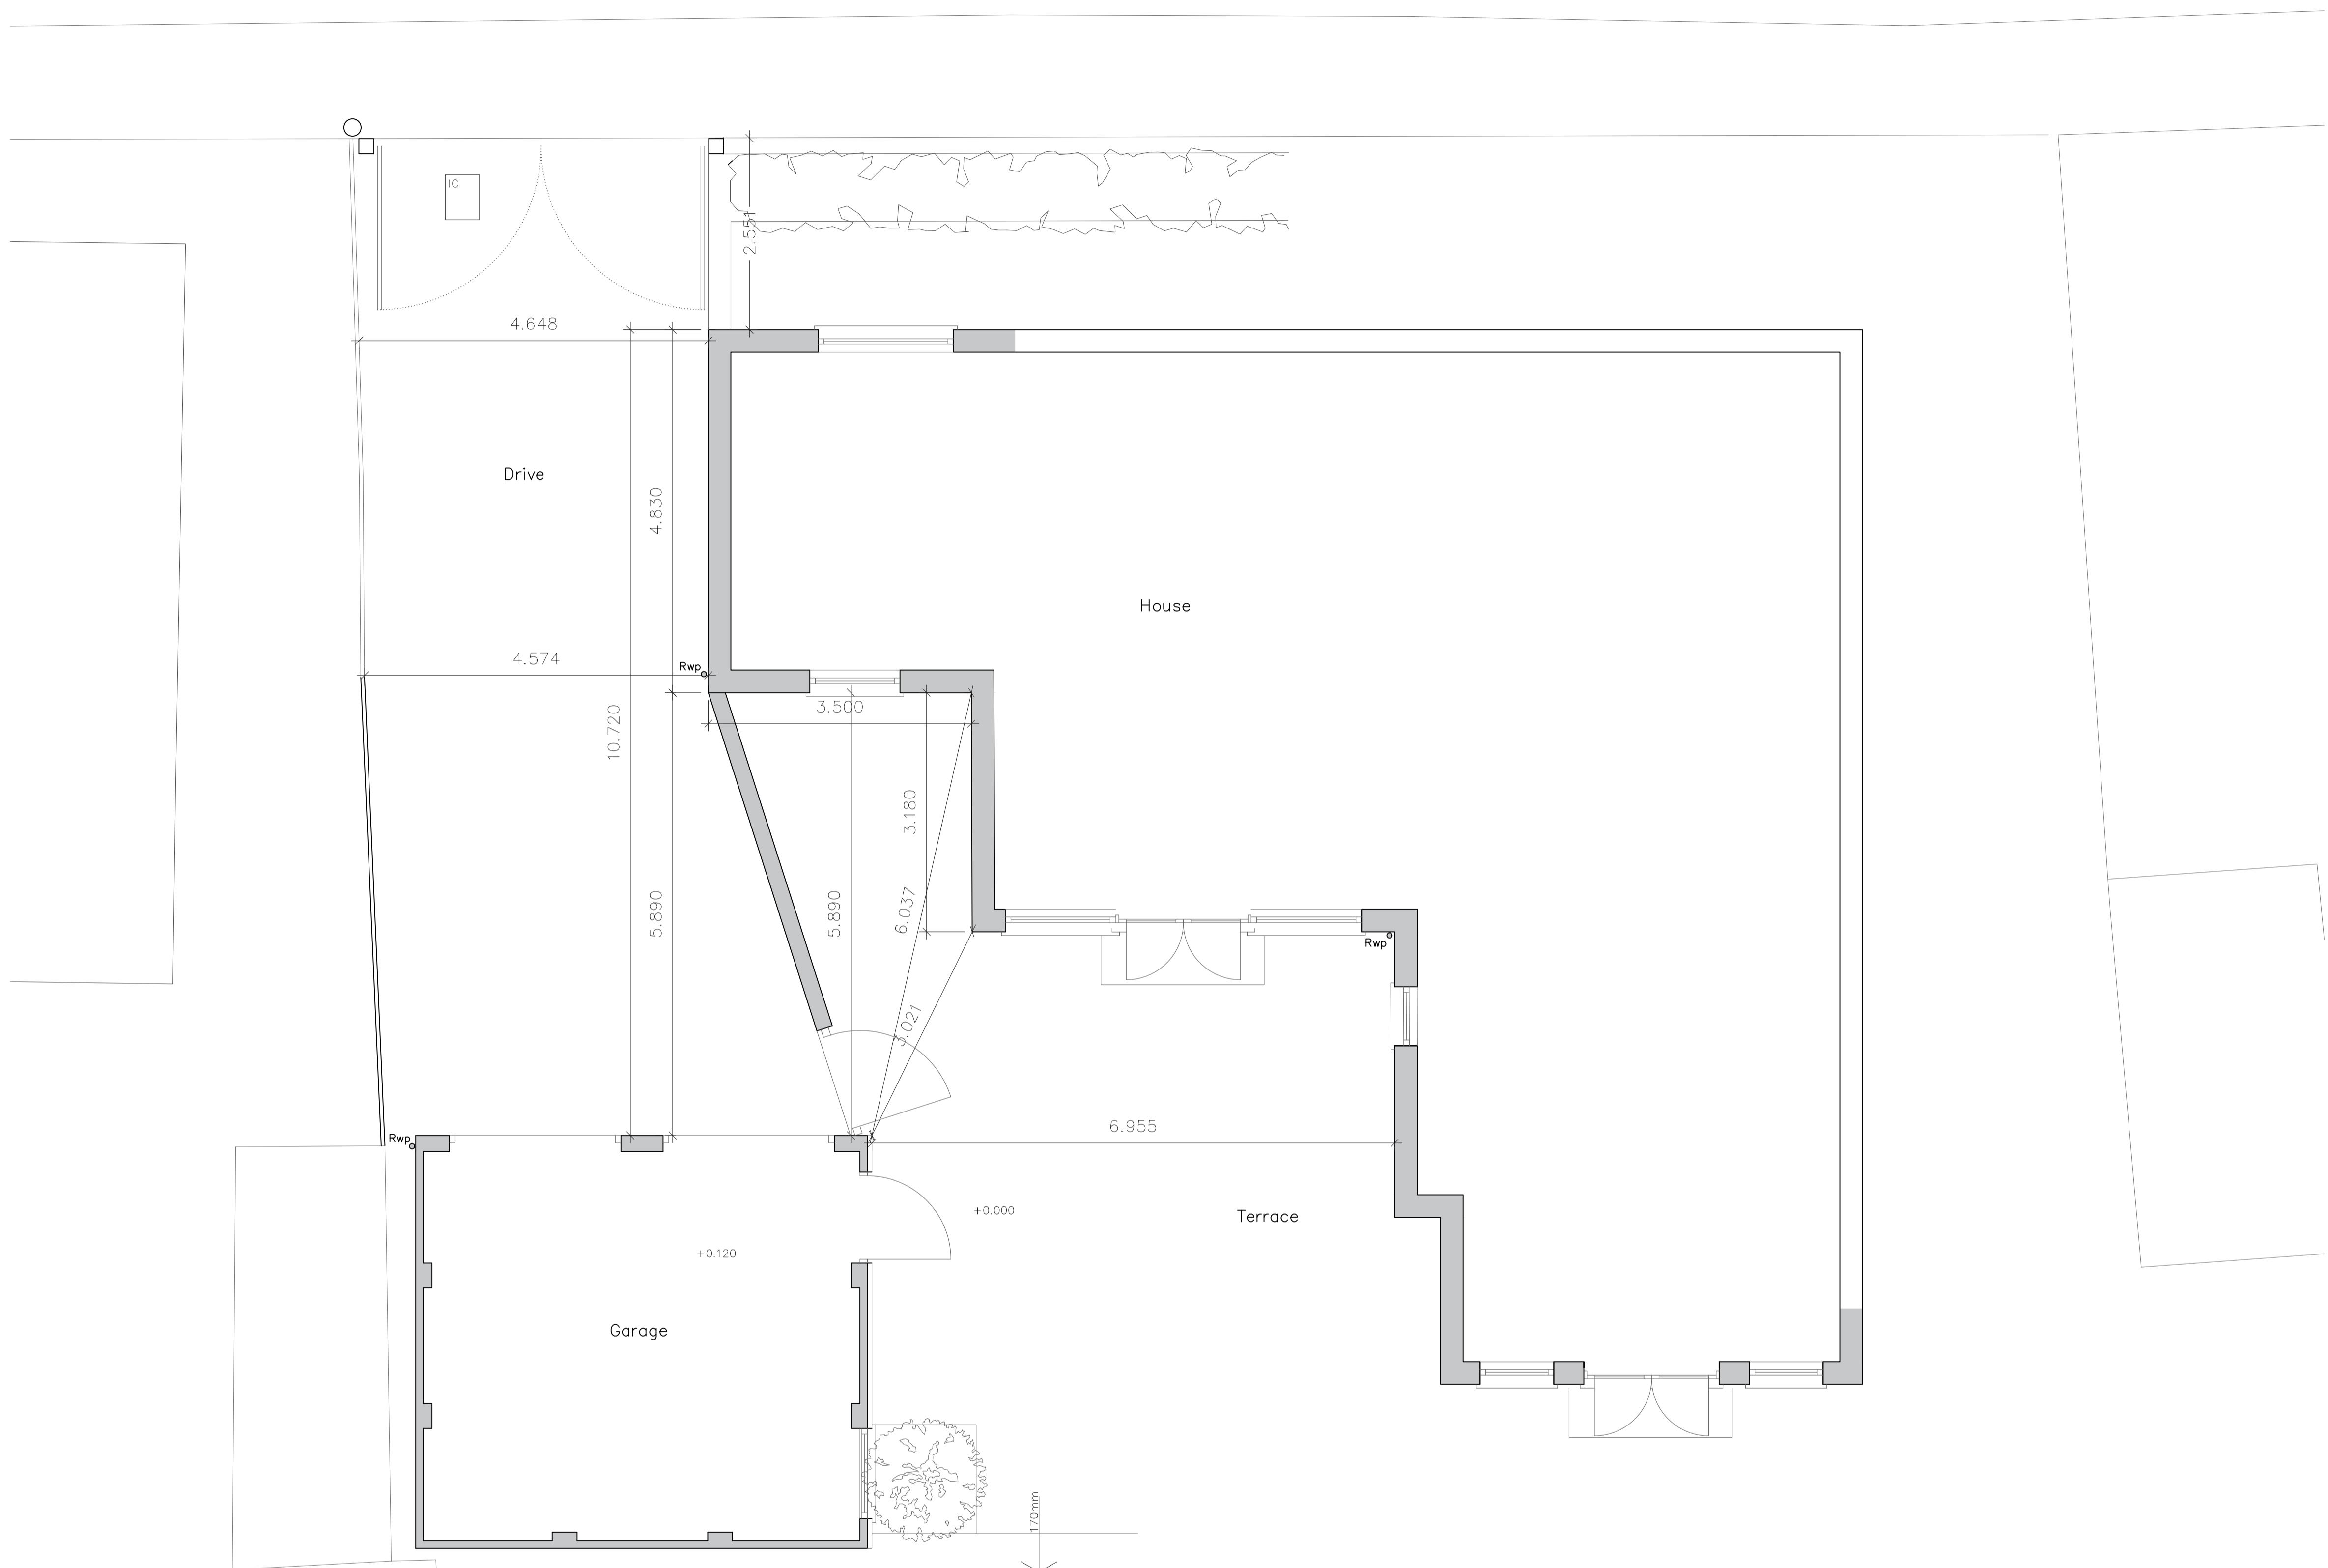 IC
2.551
4.648
Drive
4.830
House
4.574
Rwp
3.500
10.720
3.180
5.890
5.890
6.037
Rwp
3.021
6.955
Rwp
+0.000
Terrace
+0.120
Garage
170mm